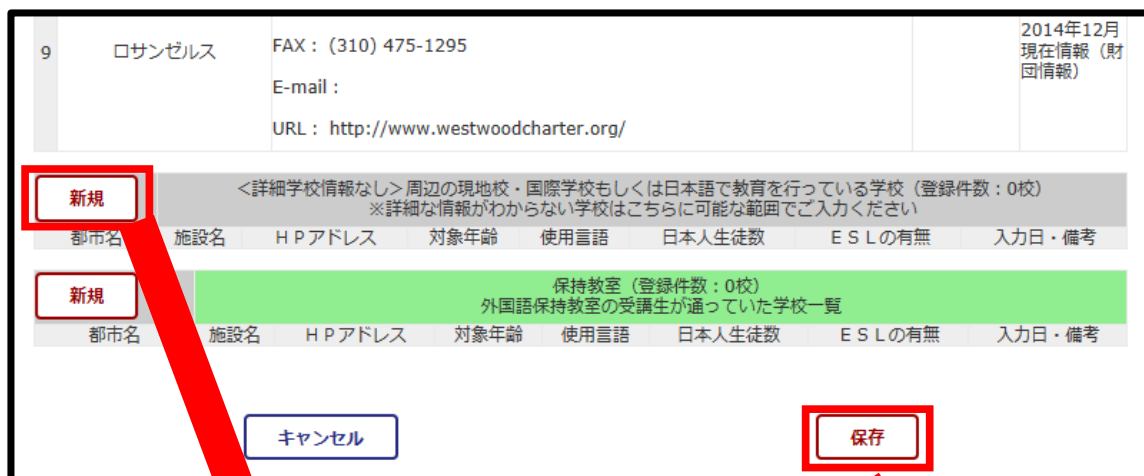 9
ロサンゼルス
FAX： (310) 475-1295
E-mail：
URL： http://www.westwoodcharter.org/
2014年12月
現在情報（財
団情報）
新規
＜詳細学校情報なし＞周辺の現地校・国際学校もしくは日本語で教育を行っている学校（登録件数：0校）
※詳細な情報がわからない学校はこちらに可能な範囲でご入力ください
都市名 施設名 ＨＰアドレス 対象年齢 使用言語 日本人生徒数 ＥＳＬの有無 入力日・備考
新規
保持教室（登録件数：0校）
外国語保持教室の受講生が通っていた学校一覧
都市名 施設名 ＨＰアドレス 対象年齢 使用言語 日本人生徒数 ＥＳＬの有無 入力日・備考
キャンセル
保存